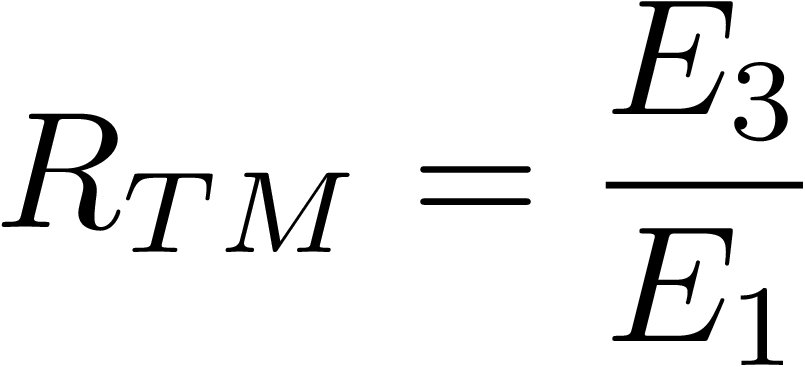 R_{TM} = \frac{E_3}{E_1}